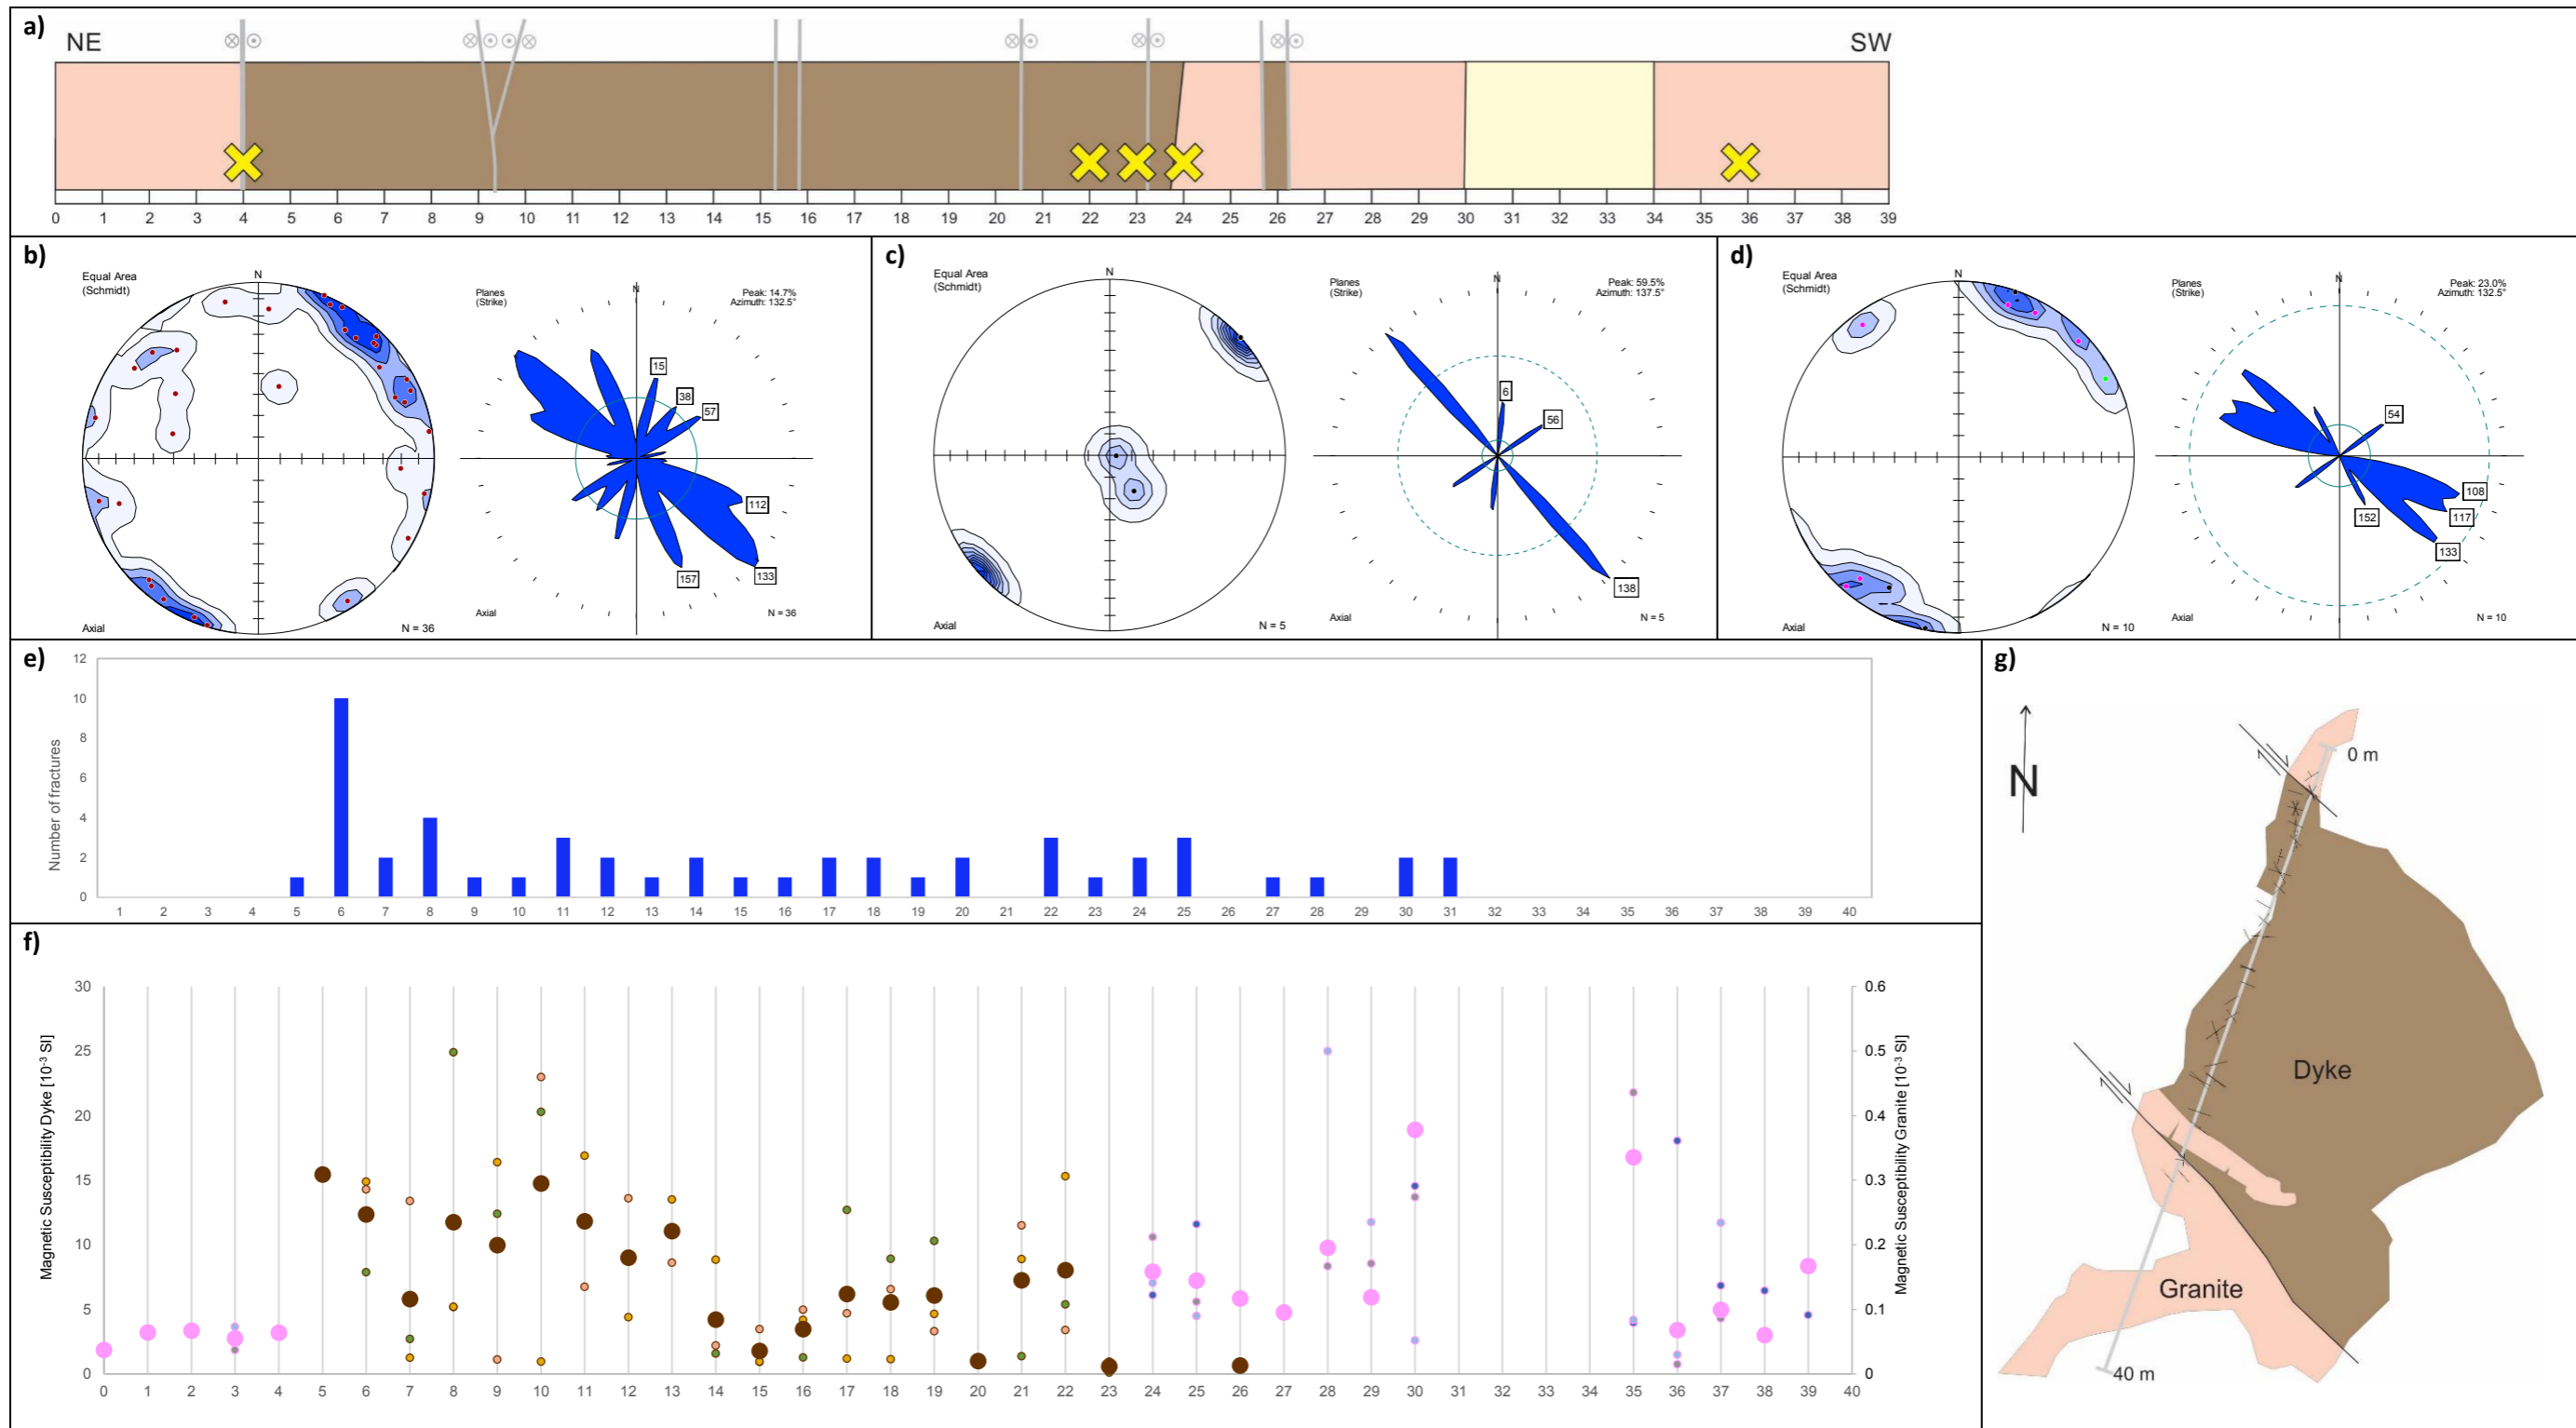 a)
NE
SW
0 1 2 3 4 5 6 7 8 9 10 11 12 13 14 15 16 17 18 19 20 21 22 23 24 25 26 27 28 29 30 31 32 33 34 35 36 37 38 39
b)
Equal Area
(Schmidt)
N
Axial
N = 36
Planes
(Strike)
N
Peak: 14.7%
Azimuth: 132.5°
15
38
57
112
133
157
Axial
N = 36
c)
Equal Area
(Schmidt)
N
Axial
N = 5
Planes
(Strike)
N
Peak: 59.5%
Azimuth: 137.5°
6
56
138
Axial
N = 5
d)
Equal Area
(Schmidt)
N
Axial
N = 10
Planes
(Strike)
N
Peak: 23.0%
Azimuth: 132.5°
54
108
117
133
152
Axial
N = 10
e)
Number of fractures
12
10
8
6
4
2
0
1 2 3 4 5 6 7 8 9 10 11 12 13 14 15 16 17 18 19 20 21 22 23 24 25 26 27 28 29 30 31 32 33 34 35 36 37 38 39 40
f)
Magnetic Susceptibility Dyke [10-3 SI]
30
25
20
15
10
5
0
0 1 2 3 4 5 6 7 8 9 10 11 12 13 14 15 16 17 18 19 20 21 22 23 24 25 26 27 28 29 30 31 32 33 34 35 36 37 38 39 40
0.6
0.5
0.4
0.3
0.2
0.1
0
Magnetic Susceptibility Granite [10-3 SI]
g)
N
0 m
Dyke
Granite
40 m